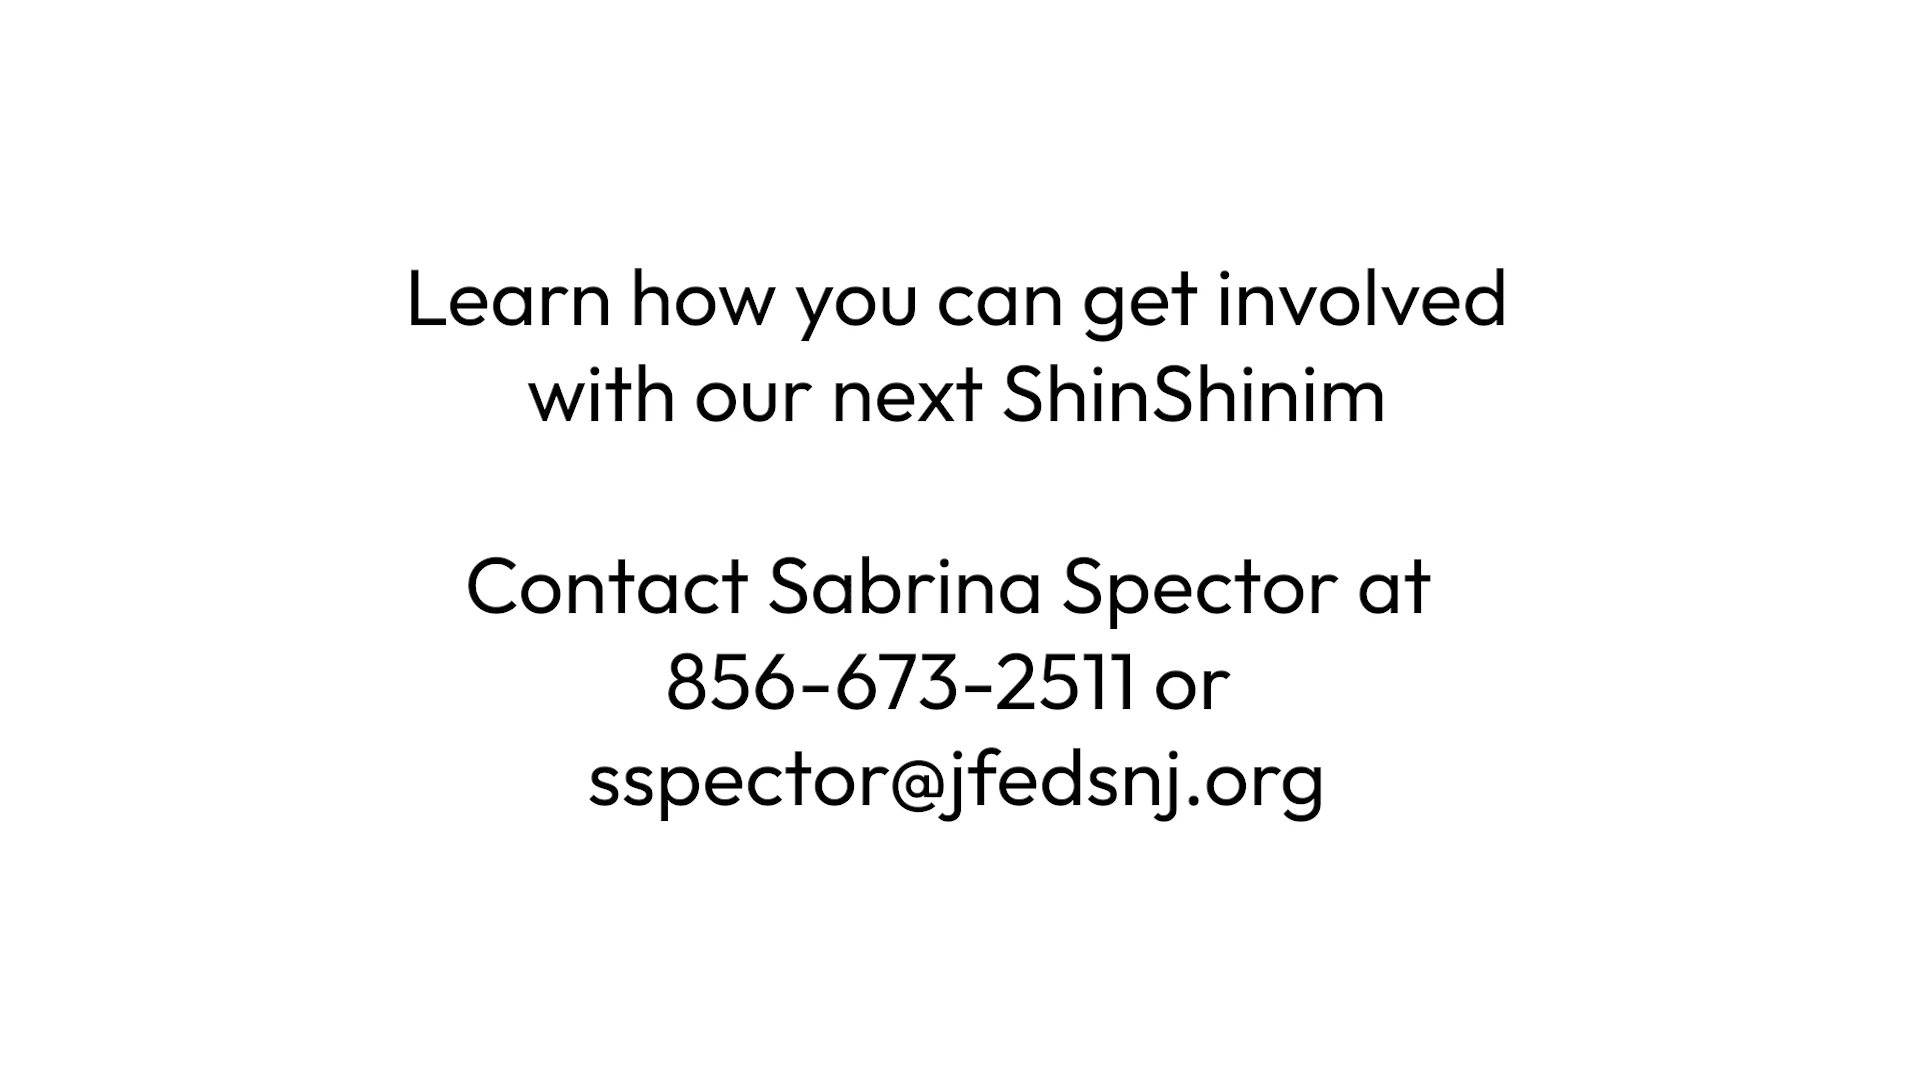 Learn how you can get involved
with our next ShinShinim
Contact Sabrina Spector at
856-673-2511 or
sspector@jfedsnj.org